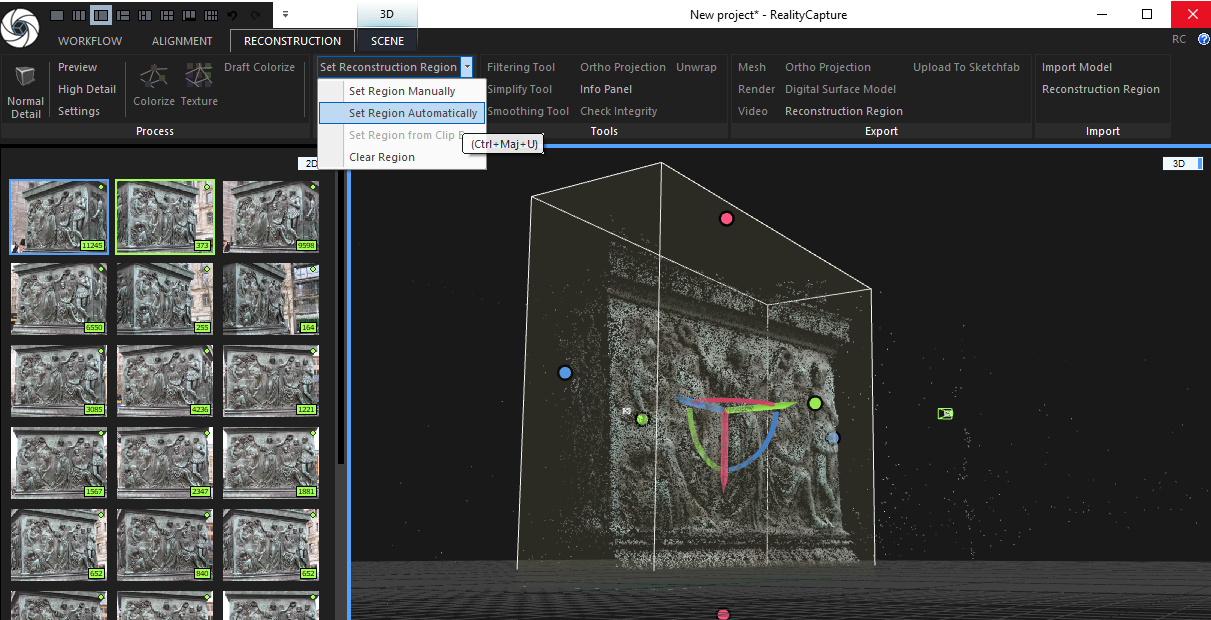 3D
New project* - RealityCapture
WORKFLOW
ALIGNMENT
RECONSTRUCTION
SCENE
RC
Normal Detail
Preview
High Detail
Settings
Colorize
Texture
Draft Colorize
Process
Set Reconstruction Region
Set Region Manually
Set Region Automatically
Set Region from Clip
Clear Region
(Ctrl+Maj+U)
Filtering Tool
Simplify Tool
Smoothing Tool
Ortho Projection
Info Panel
Check Integrity
Unwrap
Tools
Mesh
Render
Video
Ortho Projection
Digital Surface Model
Reconstruction Region
Upload To Sketchfab
Export
Import Model
Reconstruction Region
Import
2D
3D
11245
373
9598
6550
255
164
3085
4236
1221
1567
2347
1881
652
840
652